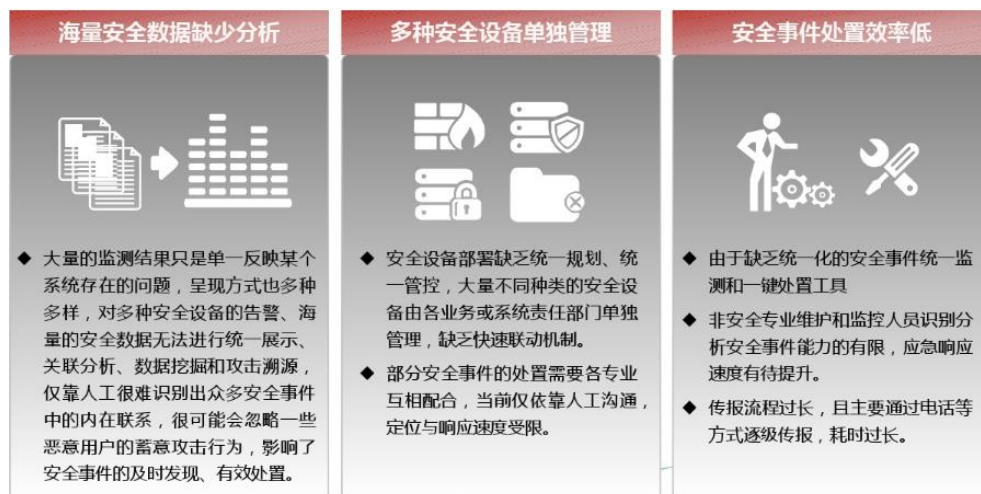 海量安全数据缺少分析
大量的监测结果只是单一反映某个
系统存在的问题，呈现方式也多种
多样，对多种安全设备的告警、海
量的安全数据无法进行统一展示、
关联分析、数据挖掘和攻击溯源，
仅靠人工很难识别出众多安全事件
中的内在联系，很可能会忽略一些
恶意用户的蓄意攻击行为，影响了
安全事件的及时发现、有效处置。
多种安全设备单独管理
安全设备部署缺乏统一规划、统
一管控，大量不同种类的安全设
备由各业务或系统责任部门单独
管理，缺乏快速联动机制。
部分安全事件的处置需要各专业
互相配合，当前仅依靠人工沟通，
定位与响应速度受限。
安全事件处置效率低
由于缺乏统一化的安全事件统一监
测和一键处置工具
非安全专业维护和监控人员识别分
析安全事件能力的有限，应急响应
速度有待提升。
传报流程过长，且主要通过电话等
方式逐级传报，耗时过长。